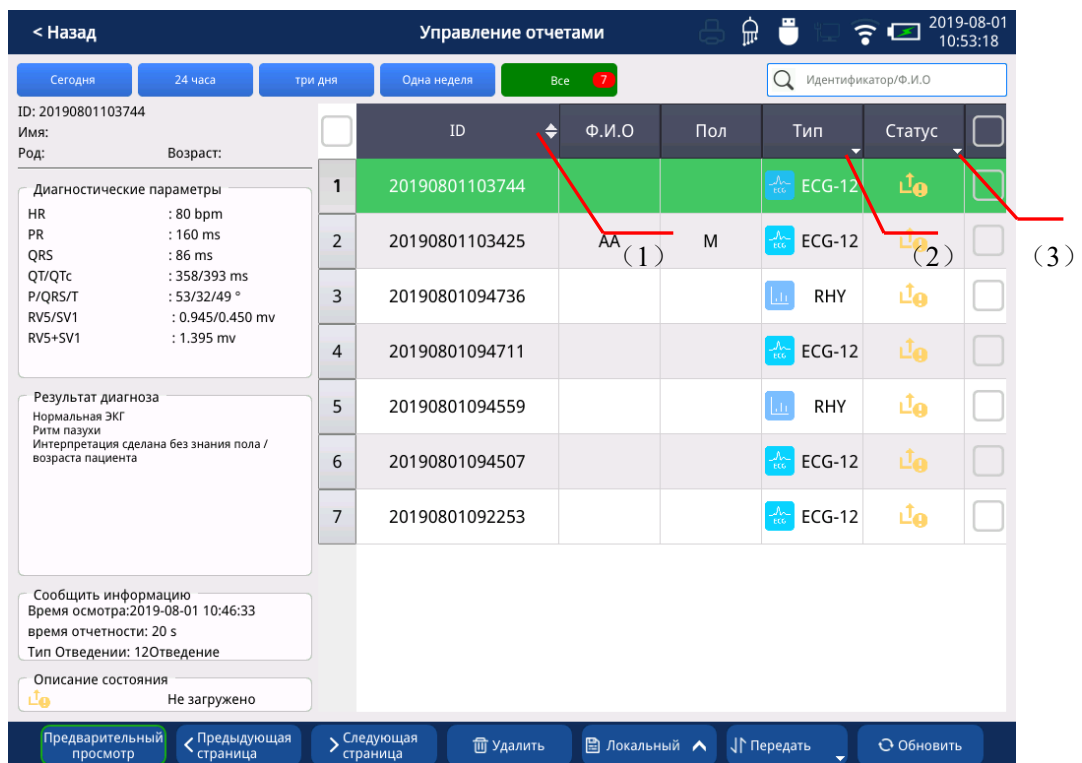 < Назад
Управление отчетами
2019-08-01
10:53:18
Сегодня
24 часа
три дня
Одна неделя
Все 7
Идентификатор/Ф.И.О
ID: 20190801103744
Имя:
Род: Возраст:
Диагностические параметры
HR : 80 bpm
PR : 160 ms
QRS : 86 ms
QT/QTc : 358/393 ms
P/QRS/T : 53/32/49 °
RV5/SV1 : 0.945/0.450 mv
RV5+SV1 : 1.395 mv
Результат диагноза
Нормальная ЭКГ
Ритм пазухи
Интерпретация сделана без знания пола /
возраста пациента
Сообщить информацию
Время осмотра:2019-08-01 10:46:33
время отчетности: 20 s
Тип Отведении: 12Отведение
Описание состояния
Не загружено
ID Ф.И.О Пол Тип Статус
1 20190801103744 ECG ECG-12
2 20190801103425 AA M ECG ECG-12
3 20190801094736 RHY
4 20190801094711 ECG ECG-12
5 20190801094559 RHY
6 20190801094507 ECG ECG-12
7 20190801092253 ECG ECG-12
（1）
（2）
（3）
Предварительный
просмотр
Предыдущая
страница
Следующая
страница
Удалить
Локальный
Передать
Обновить